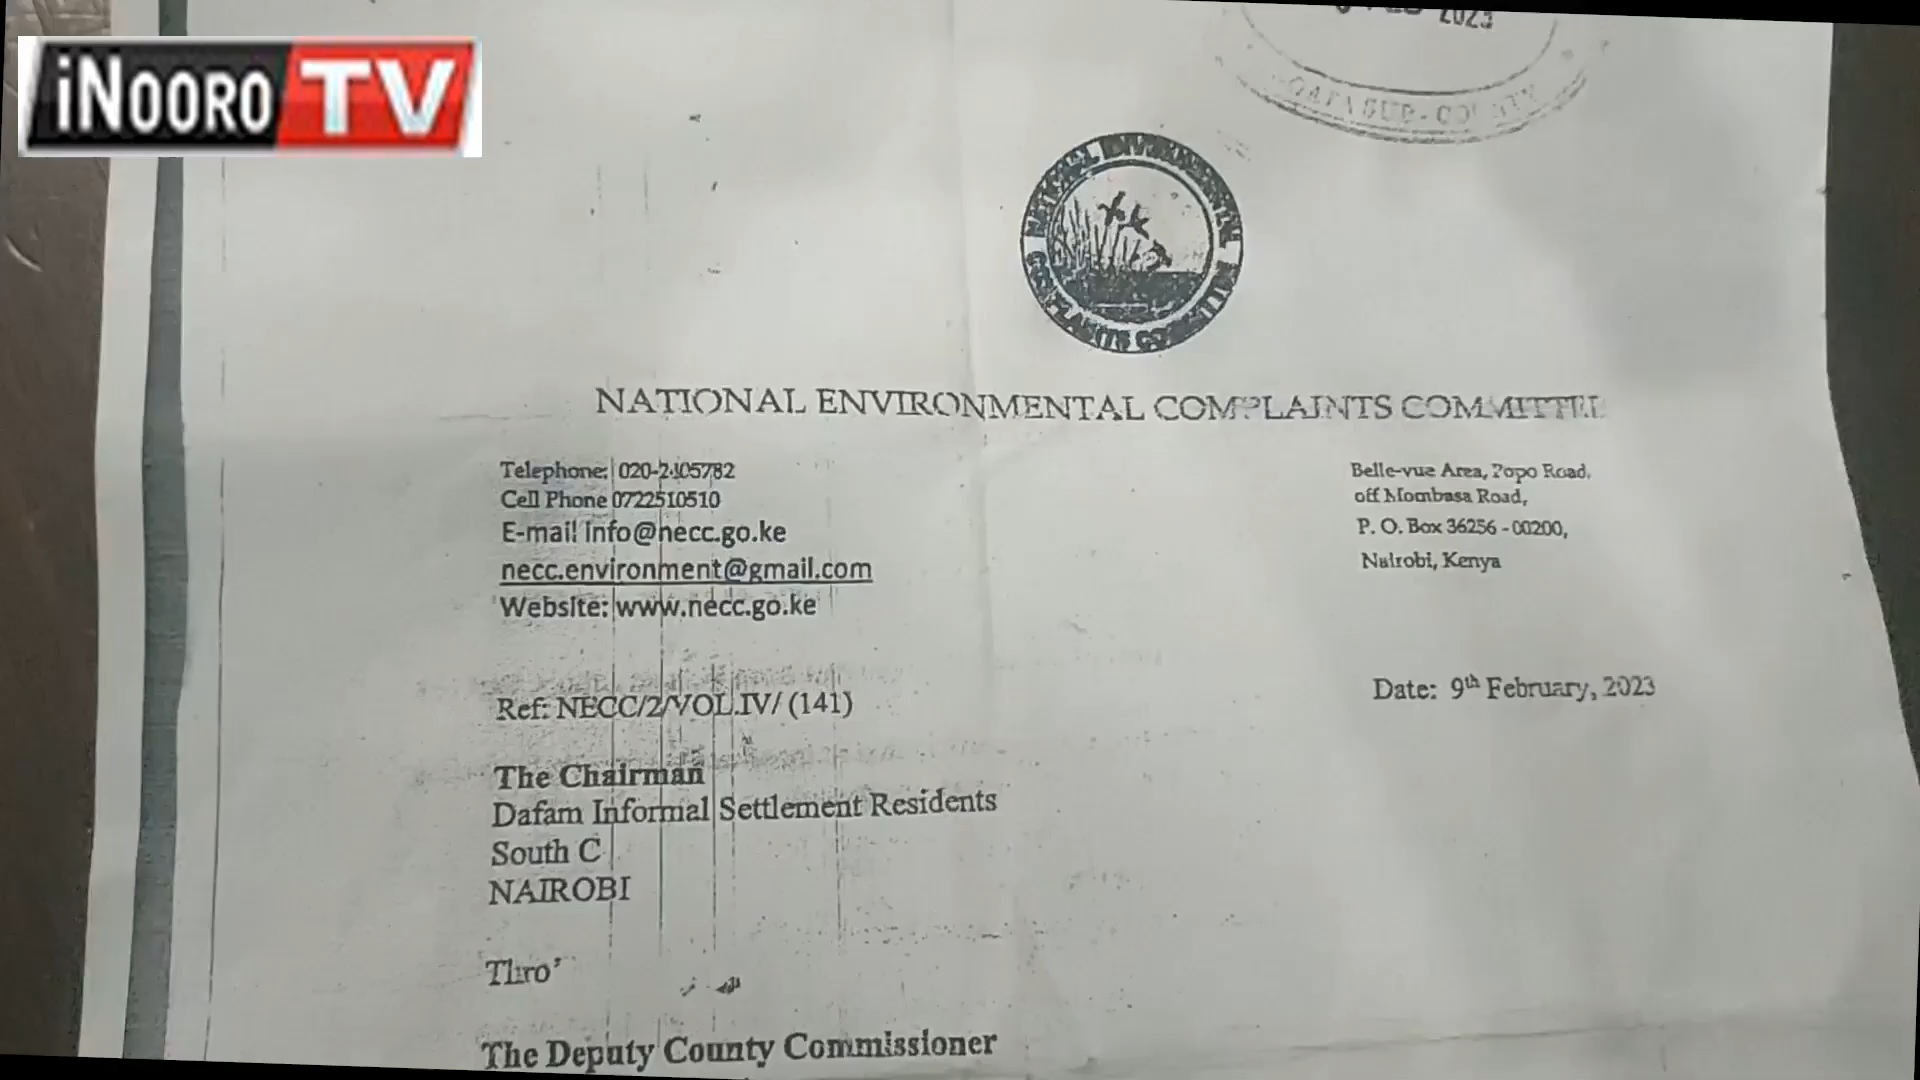 iNOORO TV
2023
NATIONAL ENVIRONMENTAL COMPLAINTS COMMITTEE
Telephone: 020-2405782
Cell Phone 0722510510
E-mail info@necc.go.ke
necc.environment@gmail.com
Website: www.necc.go.ke
Belle-vue Area, Popo Road,
off Mombasa Road,
P. O. Box 36256 - 00200,
Nairobi, Kenya
Ref: NECC/2/VOL.IV/ (141)
Date: 9th February, 2023
The Chairman
Dafam Informal Settlement Residents
South C
NAIROBI
Thro'
The Deputy County Commissioner